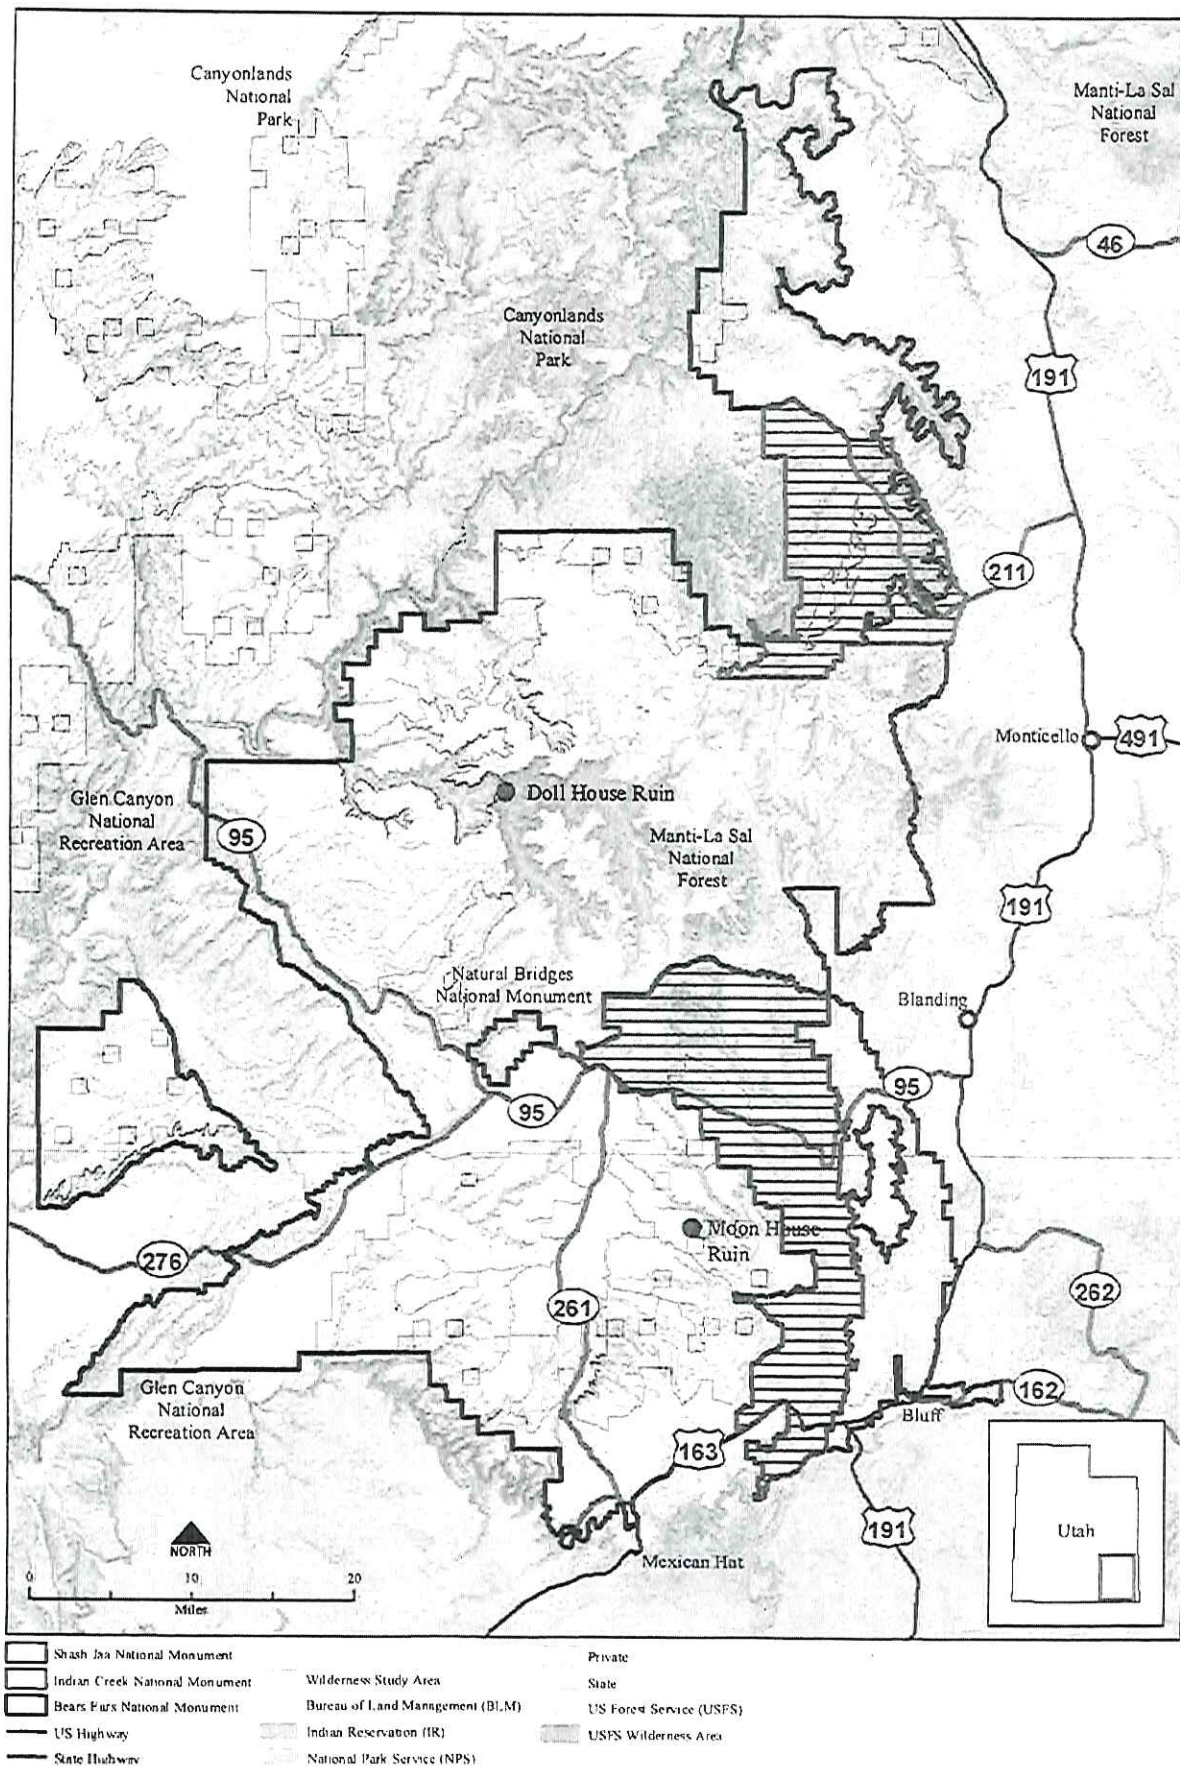 Canyonlands
National
Park
Manti-La Sal
National
Forest
46
Canyonlands
National
Park
191
211
Monticello
491
Glen Canyon
National
Recreation Area
95
Doll House Ruin
Manti-La Sal
National
Forest
191
Natural Bridges
National Monument
Blanding
95
95
Moon House
Ruin
276
261
262
Glen Canyon
National
Recreation Area
162
Bluff
163
191
Utah
NORTH
Mexican Hat
0 10 20
Miles
Shash Jaa National Monument
Indian Creek National Monument
Bears Ears National Monument
US Highway
State Highway
Wilderness Study Area
Bureau of Land Management (BLM)
Indian Reservation (IR)
National Park Service (NPS)
Private
State
US Forest Service (USFS)
USFS Wilderness Area